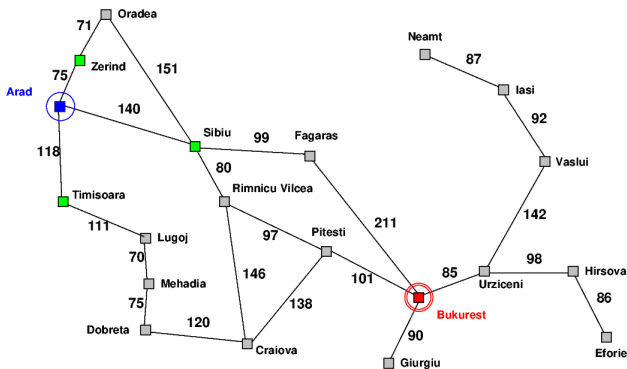 Oradea
71
Neamt
87
Zerind
75
151
Iasi
Arad
140
92
Sibiu
99
Fagaras
118
80
Vaslui
Timisoara
Rimnicu Vilcea
111
211
142
Lugoj
97
Pitesti
70
98
Hirsova
146
101
85
Mehadia
138
Urziceni
75
86
Bukurest
Dobreta
120
90
Craiova
Eforie
Giurgiu